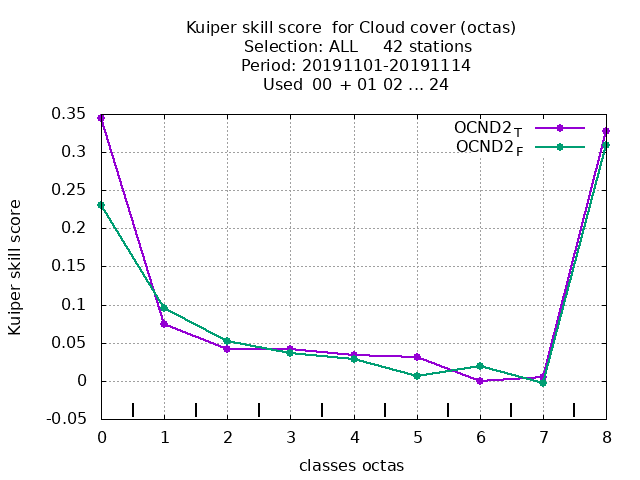 Kuiper skill score  for Cloud cover (octas)
Selection: ALL     42 stations
Period: 20191101-20191114
Used  00  + 01 02 ... 24
0.35
0.3
0.25
0.2
0.15
0.1
0.05
0
-0.05
Kuiper skill score
OCND2_T
OCND2_F
0 1 2 3 4 5 6 7 8
classes octas